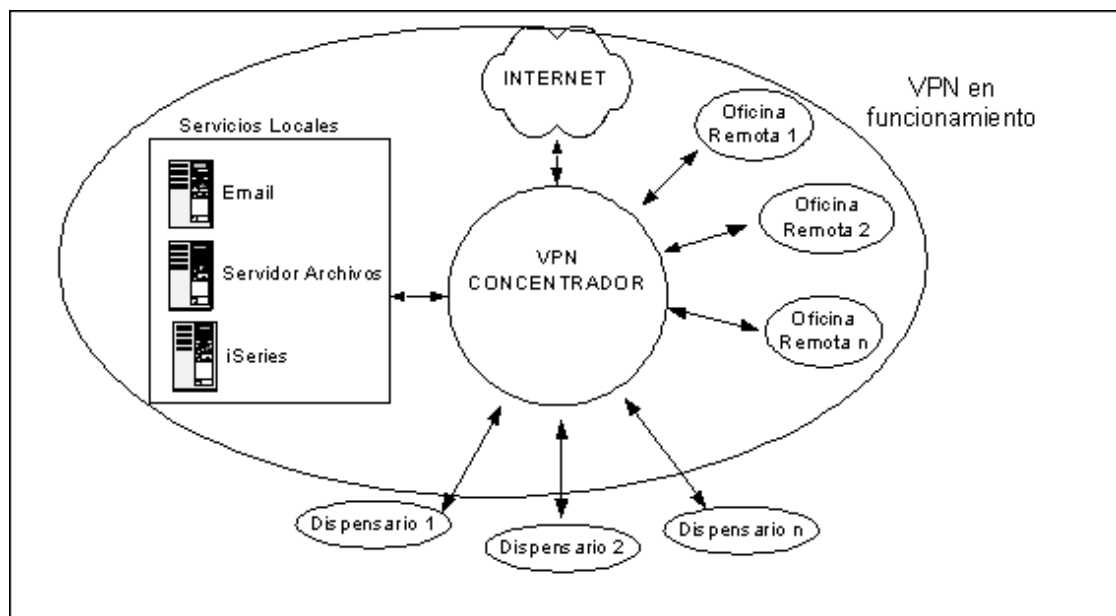 INTERNET
VPN en
funcionamiento
Oficina
Remota 1
Servicios Locales
Email
Oficina
Remota 2
VPN
CONCENTRADOR
Servidor Archivos
Oficina
Remota n
iSeries
Dispensario 1
Dispensario 2
Dispensario n